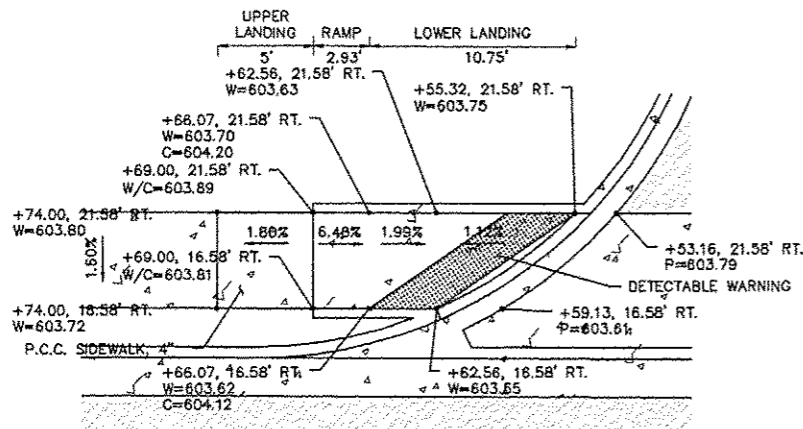 UPPER
LANDING RAMP LOWER LANDING
5' 2.93' 10.75'
+62.56, 21.58' RT.
W=603.63
+55.32, 21.58' RT.
W=603.75
+66.07, 21.58' RT.
W=603.70
C=604.20
+69.00, 21.58' RT.
W/C=603.89
+74.00, 21.58' RT.
W=603.80
1.80% 6.48% 1.99% 1.12%
1.60%
+69.00, 16.58' RT.
W/C=603.81
+53.16, 21.58' RT.
P=603.79
DETECTABLE WARNING
+74.00, 16.58' RT.
W=603.72
+59.13, 16.58' RT.
P=603.61
P.C.C. SIDEWALK, 4"
+66.07, 16.58' RT.
W=603.62
C=604.12
+62.56, 16.58' RT.
W=603.55